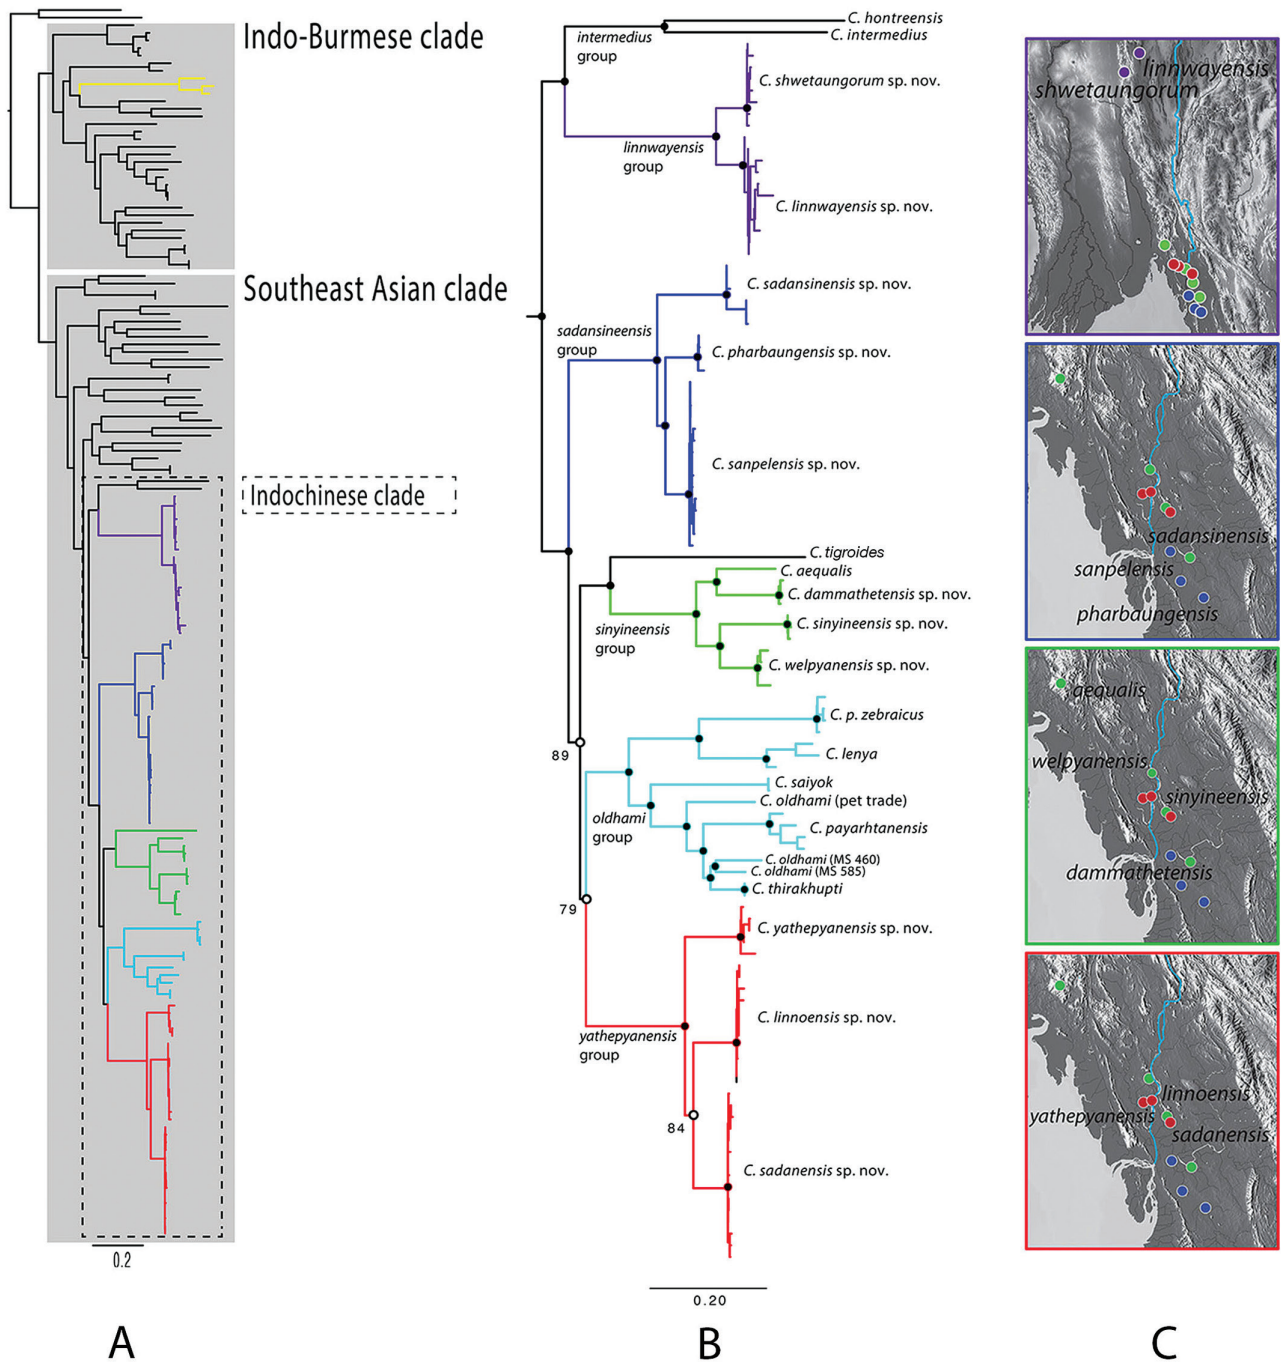 Indo-Burmese clade
Southeast Asian clade
Indochinese clade
0.2
A
C. hontreensis
C. intermedius
intermedius
group
C. shwetaungorum sp. nov.
linnwayensis
group
C. linnwayensis sp. nov.
C. sadansinensis sp. nov.
sadansineensis
group
C. pharbaungensis sp. nov.
C. sanpelensis sp. nov.
C. tigroides
C. aequalis
C. dammathetensis sp. nov.
C. sinyineensis sp. nov.
sinyineensis
group
C. welpyanensis sp. nov.
C. p. zebraicus
89
C. lenya
C. saiyok
C. oldhami (pet trade)
oldhami
group
C. payarhtanensis
C. oldhami (MS 460)
C. oldhami (MS 585)
C. thirakhupti
79
C. yathepyanensis sp. nov.
C. linnoensis sp. nov.
yathepyanensis
group
84
C. sadanensis sp. nov.
0.20
B
linnwayensis
shwetaungorum
sadansinensis
sanpelensis
pharbaungensis
aequalis
welpyanensis
sinyineensis
dammathetensis
linnoensis
yathepyanensis
sadanensis
C